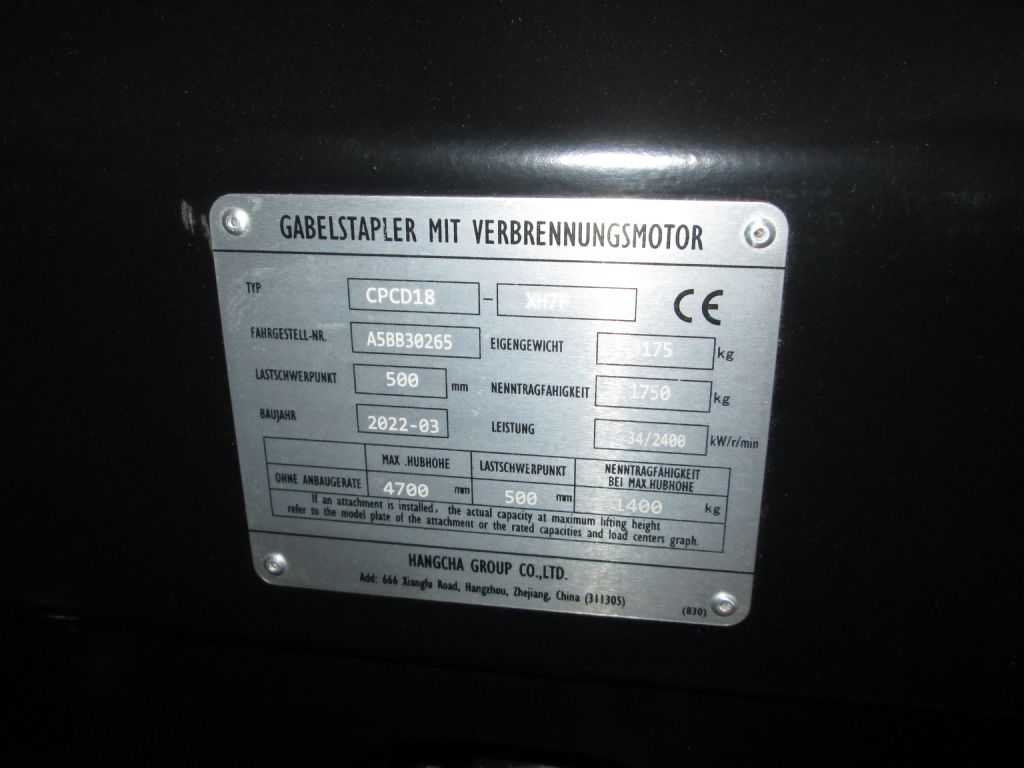 GABELSTAPLER MIT VERBRENNUNGSMOTOR
TYP CPCD18 - XH7F CE
FAHRGESTELL-NR. A5BB30265 EIGENGEWICHT 3175 kg
LASTSCHWERPUNKT 500 mm NENNTRAGFÄHIGKEIT 1750 kg
BAUJAHR 2022-03 LEISTUNG 34/2400 kW/r/min
MAX .HUBHÖHE LASTSCHWERPUNKT NENNTRAGFÄHIGKEIT BEI MAX.HUBHÖHE
OHNE ANBAUGERÄTE 4700 mm 500 mm 1400 kg
If an attachment is installed, the actual capacity at maximum lifting height
refer to the model plate of the attachment or the rated capacities and load centers graph.
HANGCHA GROUP CO.,LTD.
Add: 666 Xiangfu Road, Hangzhou, Zhejiang, China (311305)
(830)